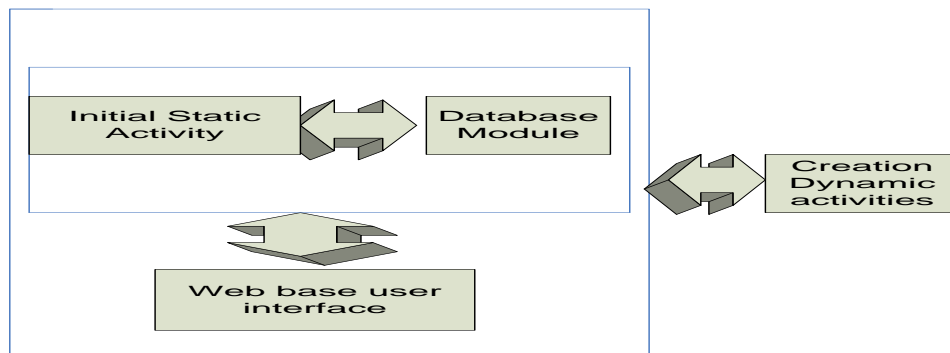 Initial Static
Activity
Database
Module
Creation
Dynamic
activities
Web base user
interface